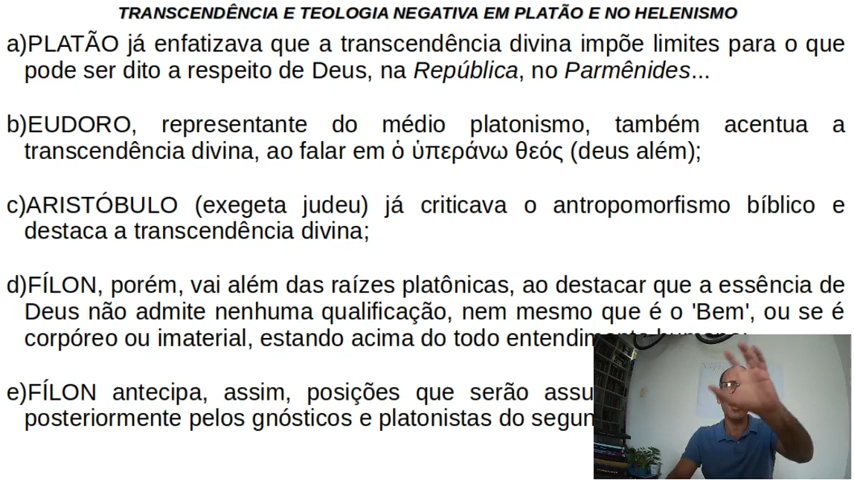 TRANSCENDÊNCIA E TEOLOGIA NEGATIVA EM PLATÃO E NO HELENISMO
a)PLATÃO já enfatizava que a transcendência divina impõe limites para o que
pode ser dito a respeito de Deus, na República, no Parmênides...
b)EUDORO, representante do médio platonismo, também acentua a
transcendência divina, ao falar em ὁ ὑπεράνω θεός (deus além);
c)ARISTÓBULO (exegeta judeu) já criticava o antropomorfismo bíblico e
destaca a transcendência divina;
d)FÍLON, porém, vai além das raízes platônicas, ao destacar que a essência de
Deus não admite nenhuma qualificação, nem mesmo que é o 'Bem', ou se é
corpóreo ou imaterial, estando acima do todo entendimento humano;
e)FÍLON antecipa, assim, posições que serão
posteriormente pelos gnósticos e platonistas do